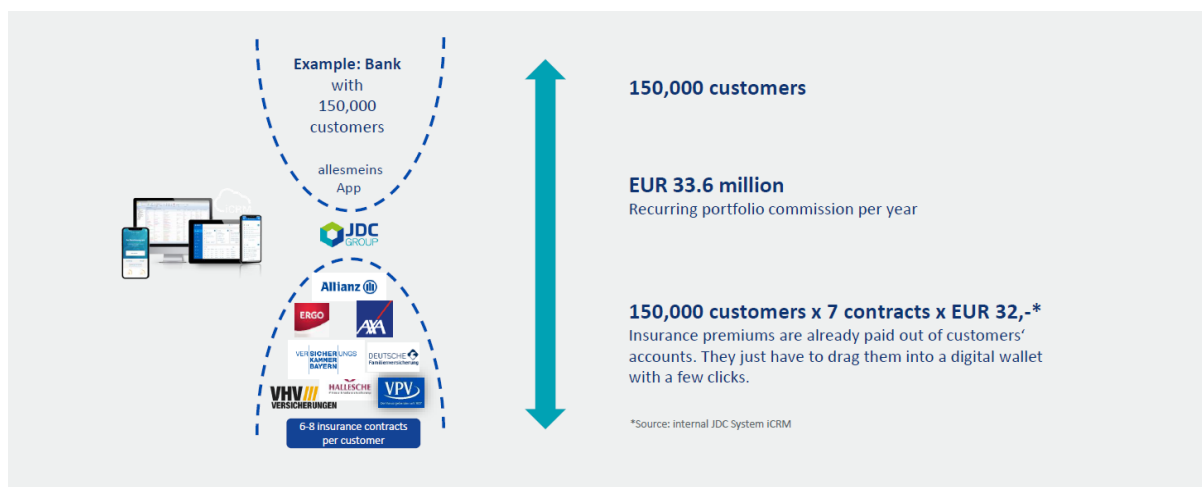 Example: Bank
with
150,000
customers
allesmeins
App
JDC
GROUP
Allianz
ERGO
AXA
VERSICHERUNGS
KAMMER
BAYERN
DEUTSCHE
Familienversicherung
VHV
VERSICHERUNGEN
HALLESCHE
VPV
6-8 insurance contracts
per customer
150,000 customers
EUR 33.6 million
Recurring portfolio commission per year
150,000 customers x 7 contracts x EUR 32,-*
Insurance premiums are already paid out of customers‘
accounts. They just have to drag them into a digital wallet
with a few clicks.
*Source: internal JDC System iCRM